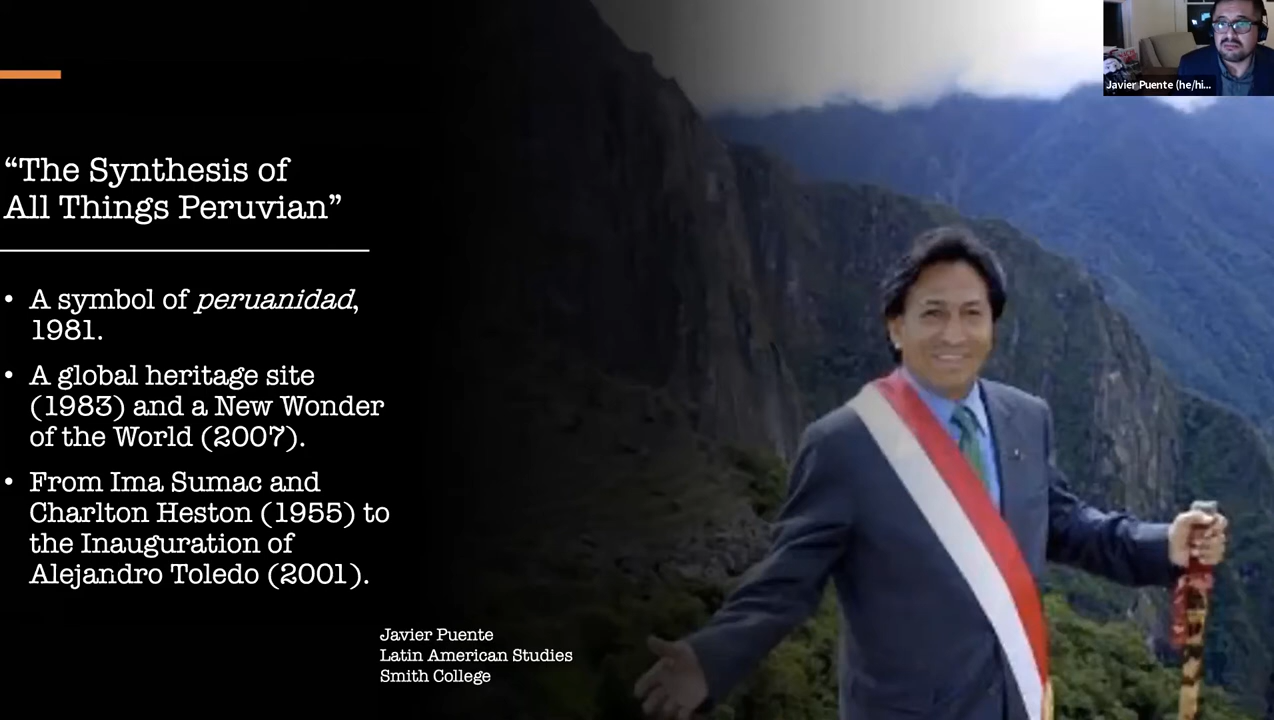 Javier Puente (he/hi...
“The Synthesis of
All Things Peruvian”
• A symbol of peruanidad,
1981.
• A global heritage site
(1983) and a New Wonder
of the World (2007).
• From Ima Sumac and
Charlton Heston (1955) to
the Inauguration of
Alejandro Toledo (2001).
Javier Puente
Latin American Studies
Smith College